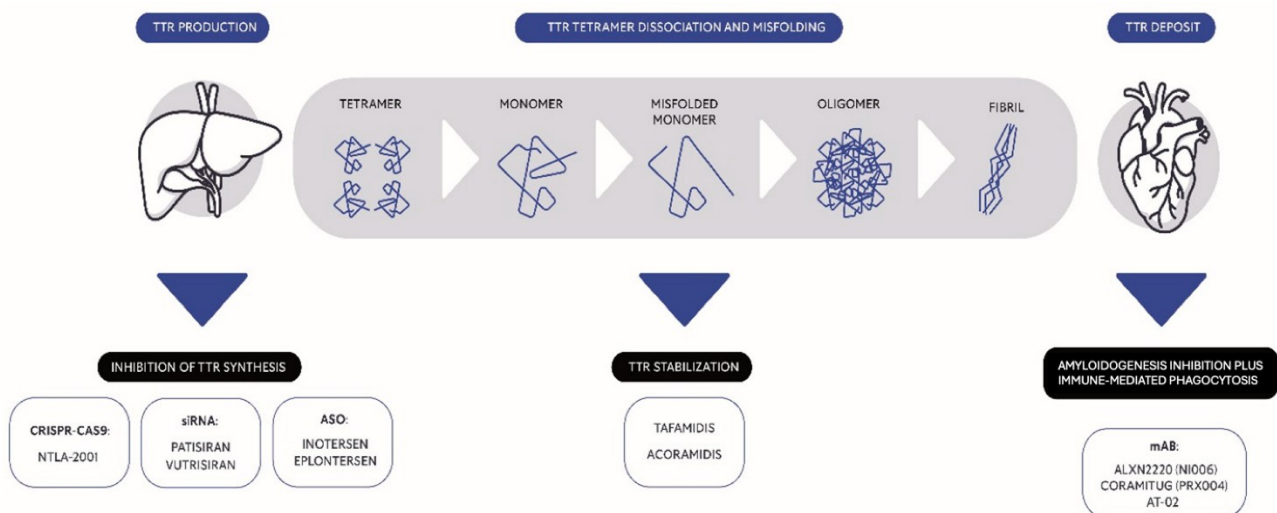 TTR PRODUCTION
TTR TETRAMER DISSOCIATION AND MISFOLDING
TTR DEPOSIT
TETRAMER
MONOMER
MISFOLDED
MONOMER
OLIGOMER
FIBRIL
INHIBITION OF TTR SYNTHESIS
TTR STABILIZATION
AMYLOIDOGENESIS INHIBITION PLUS
IMMUNE-MEDIATED PHAGOCYTOSIS
CRISPR-CAS9:
NTLA-2001
siRNA:
PATISIRAN
VUTRISIRAN
ASO:
INOTERSEN
EPLONTERSEN
TAFAMIDIS
ACORAMIDIS
mAB:
ALXN2220 (NI006)
CORAMITUG (PRX004)
AT-02